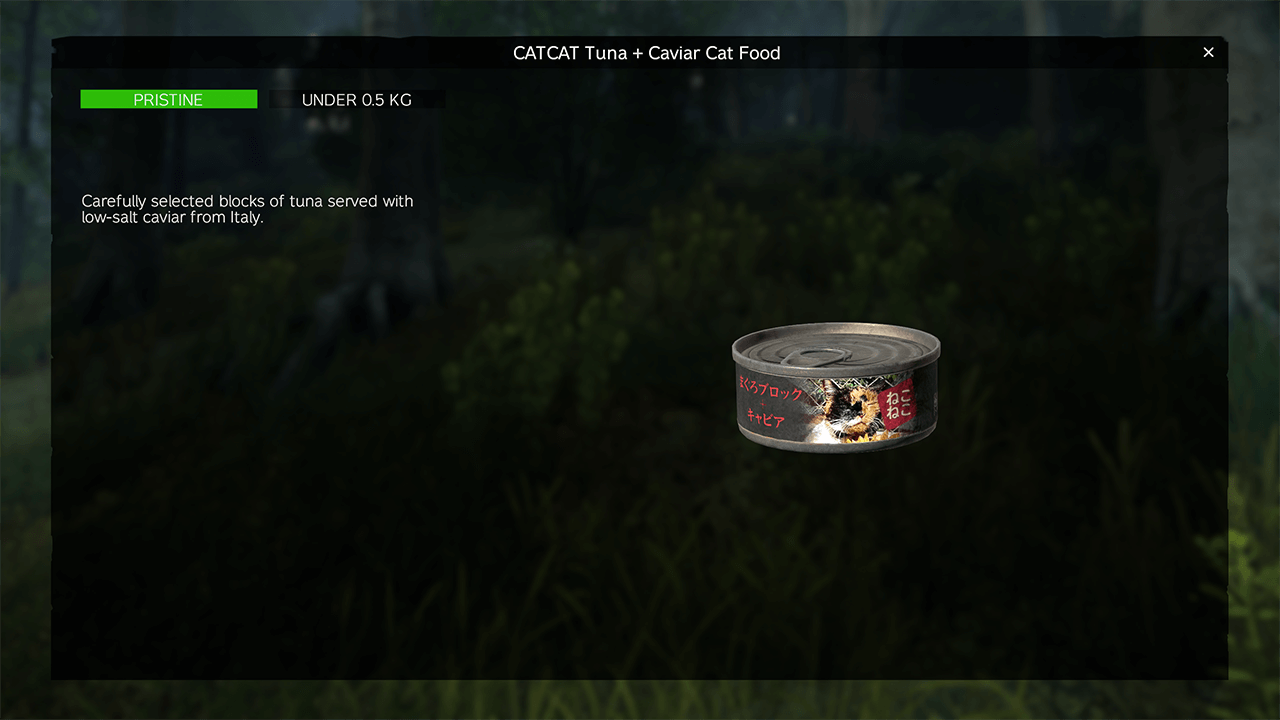 CATCAT Tuna + Caviar Cat Food
PRISTINE
UNDER 0.5 KG
Carefully selected blocks of tuna served with
low-salt caviar from Italy.
まぐろブロック
+
キャビア
ねこ
ねこ